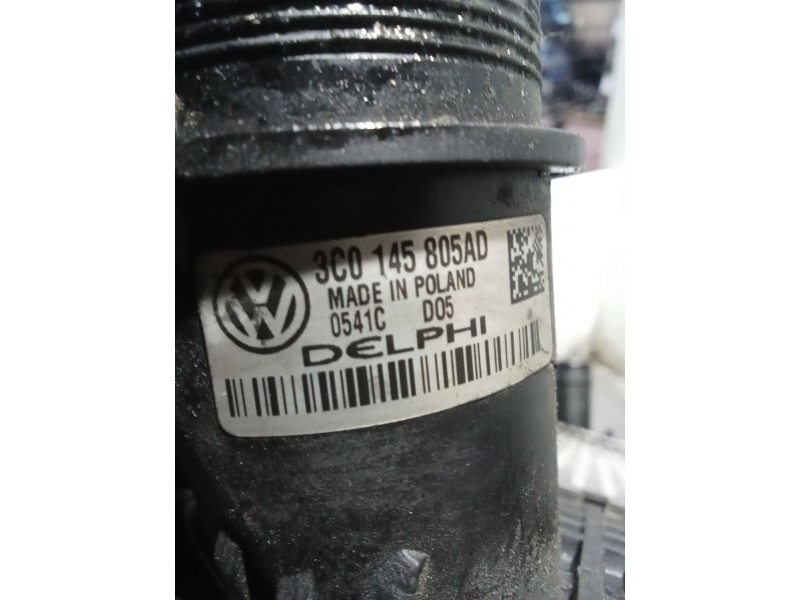 3C0 145 805AD
MADE IN POLAND
0541C D05
DELPHI